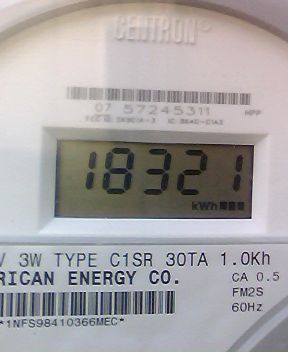 CENTRON®
07 57245311 HPP
18321
kWh
V 3W TYPE C1SR 30TA 1.0Kh
RICAN ENERGY CO. CA 0.5
FM2S
60Hz
*1NFS98410366MEC*